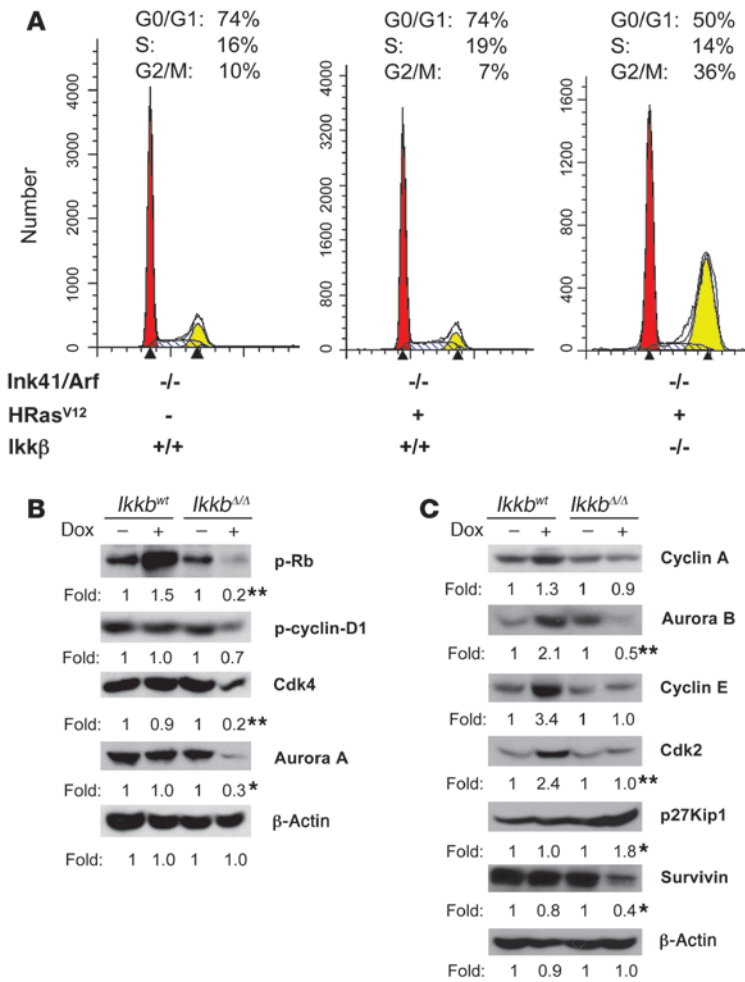 A
G0/G1: 74%
S: 16%
G2/M: 10%
G0/G1: 74%
S: 19%
G2/M: 7%
G0/G1: 50%
S: 14%
G2/M: 36%
Number
4000
3000
2000
1000
0
3200
2400
1600
800
0
1600
1200
800
400
0
Ink41/Arf -/- -/- -/-
HRasV12 - + +
Ikkβ +/+ +/+ -/-
B
Ikkbwt IkkbΔ/Δ
Dox – + – +
p-Rb
Fold: 1 1.5 1 0.2**
p-cyclin-D1
Fold: 1 1.0 1 0.7
Cdk4
Fold: 1 0.9 1 0.2**
Aurora A
Fold: 1 1.0 1 0.3*
β-Actin
Fold: 1 1.0 1 1.0
C
Ikkbwt IkkbΔ/Δ
Dox – + – +
Cyclin A
Fold: 1 1.3 1 0.9
Aurora B
Fold: 1 2.1 1 0.5**
Cyclin E
Fold: 1 3.4 1 1.0
Cdk2
Fold: 1 2.4 1 1.0**
p27Kip1
Fold: 1 1.0 1 1.8*
Survivin
Fold: 1 0.8 1 0.4*
β-Actin
Fold: 1 0.9 1 1.0